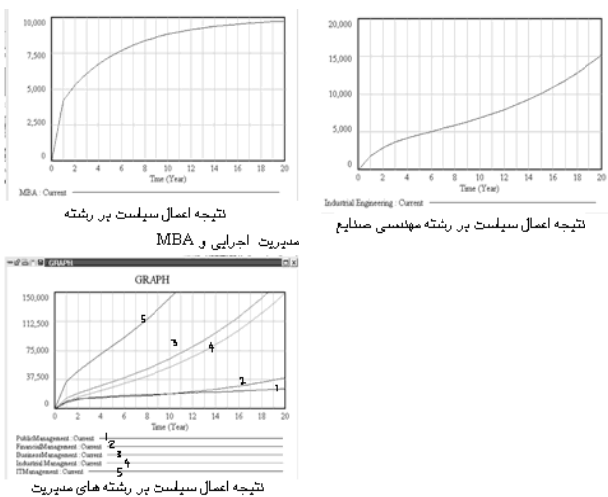 10,000
7,500
5,000
2,500
0
0 2 4 6 8 10 12 14 16 18 20
Time (Year)
MBA : Current
نتیجه اعمال سیاست بر رشته
مدیریت اجرایی و MBA
20,000
15,000
10,000
5,000
0
0 2 4 6 8 10 12 14 16 18 20
Time (Year)
Industrial Engineering : Current
نتیجه اعمال سیاست بر رشته مهندسی صنایع
GRAPH
GRAPH
150,000
112,500
75,000
37,500
0
5
3
4
2
1
0 2 4 6 8 10 12 14 16 18 20
Time (Year)
PublicManagement : Current 1
FinancialManagement : Current 2
BusinessManagement : Current 3
Industrial Managment : Current 4
ITManagement : Current 5
نتیجه اعمال سیاست بر رشته های مدیریت